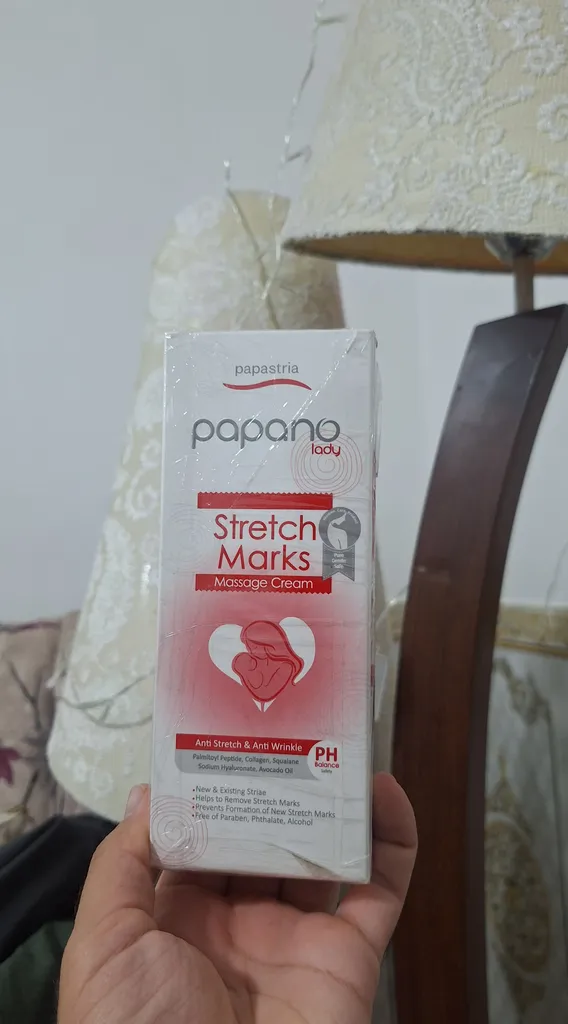 papastria
papano
lady
Stretch
Marks
Massage Cream
Anti Stretch & Anti Wrinkle
Palmitoyl Peptide, Collagen, Squalane
Sodium Hyaluronate, Avocado Oil
PH
Balance
• New & Existing Striae
• Helps to Remove Stretch Marks
• Prevents Formation of New Stretch Marks
• Free of Paraben, Phthalate, Alcohol